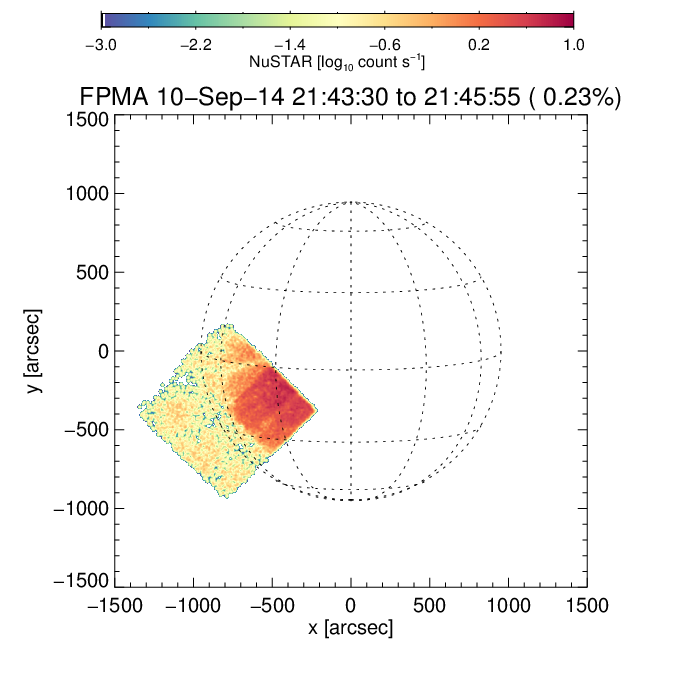 −3.0 −2.2 −1.4 −0.6 0.2 1.0
NuSTAR [log₁₀ count s⁻¹]
FPMA 10−Sep−14 21:43:30 to 21:45:55 ( 0.23%)
1500
1000
500
0
−500
−1000
−1500
y [arcsec]
−1500 −1000 −500 0 500 1000 1500
x [arcsec]